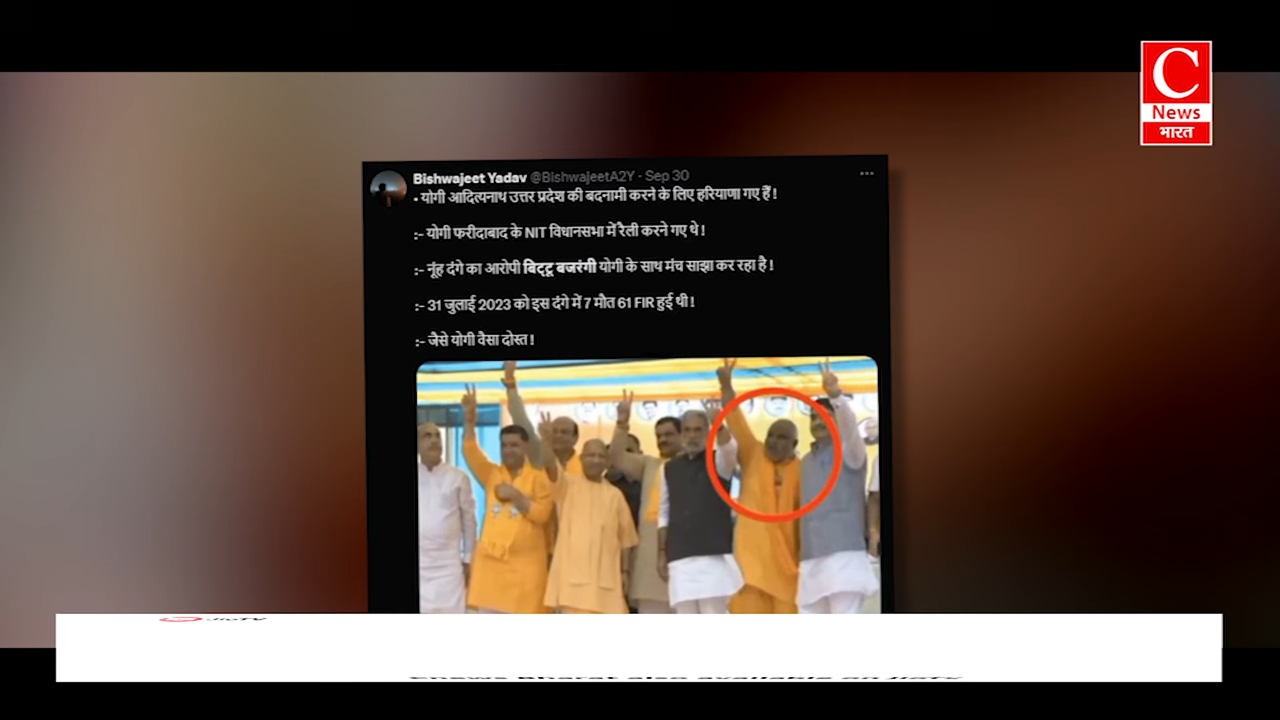 C
News
भारत
Bishwajeet Yadav @BishwajeetA2Y · Sep 30
• योगी आदित्यनाथ उत्तर प्रदेश की बदनामी करने के लिए हरियाणा गए हैं !
:- योगी फरीदाबाद के NIT विधानसभा में रैली करने गए थे !
:- नूंह दंगे का आरोपी बिट्टू बजरंगी योगी के साथ मंच साझा कर रहा है !
:- 31 जुलाई 2023 को इस दंगे में 7 मौत 61 FIR हुई थी !
:- जैसे योगी वैसा दोस्त !